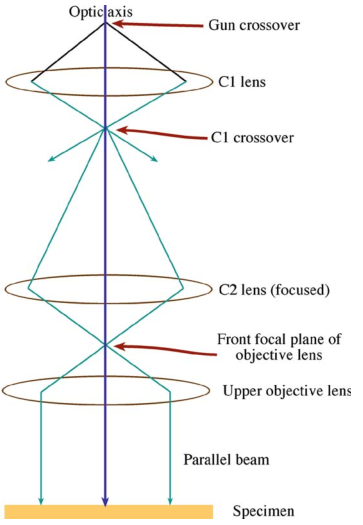 Optic axis
Gun crossover
C1 lens
C1 crossover
C2 lens (focused)
Front focal plane of
objective lens
Upper objective lens
Parallel beam
Specimen